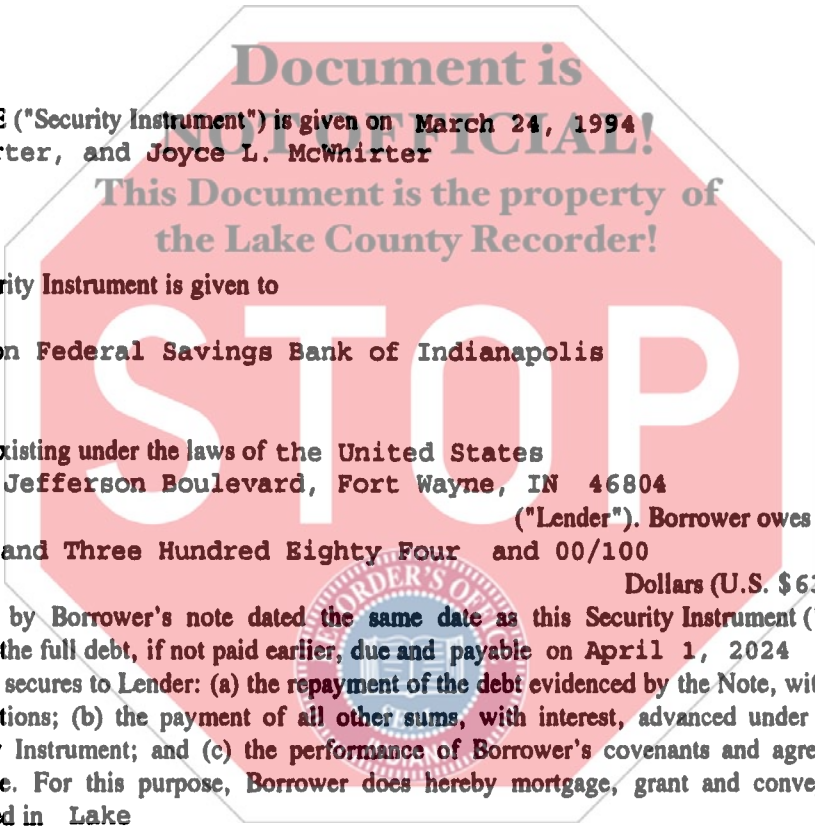 Document is
NOT OFFICIAL!
This Document is the property of
the Lake County Recorder!
STOP
("Security Instrument") is given on March 24, 1994
rter, and Joyce L. McWhirter
rity Instrument is given to
n Federal Savings Bank of Indianapolis
xisting under the laws of the United States
Jefferson Boulevard, Fort Wayne, IN 46804
("Lender"). Borrower owes
and Three Hundred Eighty Four and 00/100
Dollars (U.S. $63
RECORDER'S OFFICE
by Borrower's note dated the same date as this Security Instrument (
the full debt, if not paid earlier, due and payable on April 1, 2024
secures to Lender: (a) the repayment of the debt evidenced by the Note, wit
tions; (b) the payment of all other sums, with interest, advanced under
SEAL
Instrument; and (c) the performance of Borrower's covenants and agre
e. For this purpose, Borrower does hereby mortgage, grant and conve
d in Lake